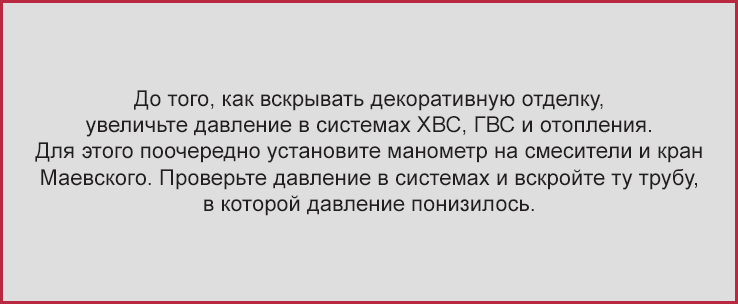 До того, как вскрывать декоративную отделку,
увеличьте давление в системах ХВС, ГВС и отопления.
Для этого поочередно установите манометр на смесители и кран
Маевского. Проверьте давление в системах и вскройте ту трубу,
в которой давление понизилось.